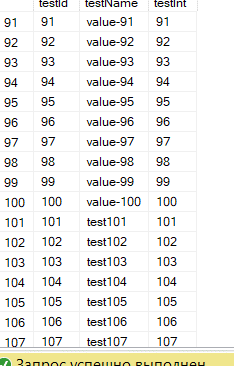 testId testName testInt
91 91 value-91 91
92 92 value-92 92
93 93 value-93 93
94 94 value-94 94
95 95 value-95 95
96 96 value-96 96
97 97 value-97 97
98 98 value-98 98
99 99 value-99 99
100 100 value-100 100
101 101 test101 101
102 102 test102 102
103 103 test103 103
104 104 test104 104
105 105 test105 105
106 106 test106 106
107 107 test107 107
Запрос успешно выполнен